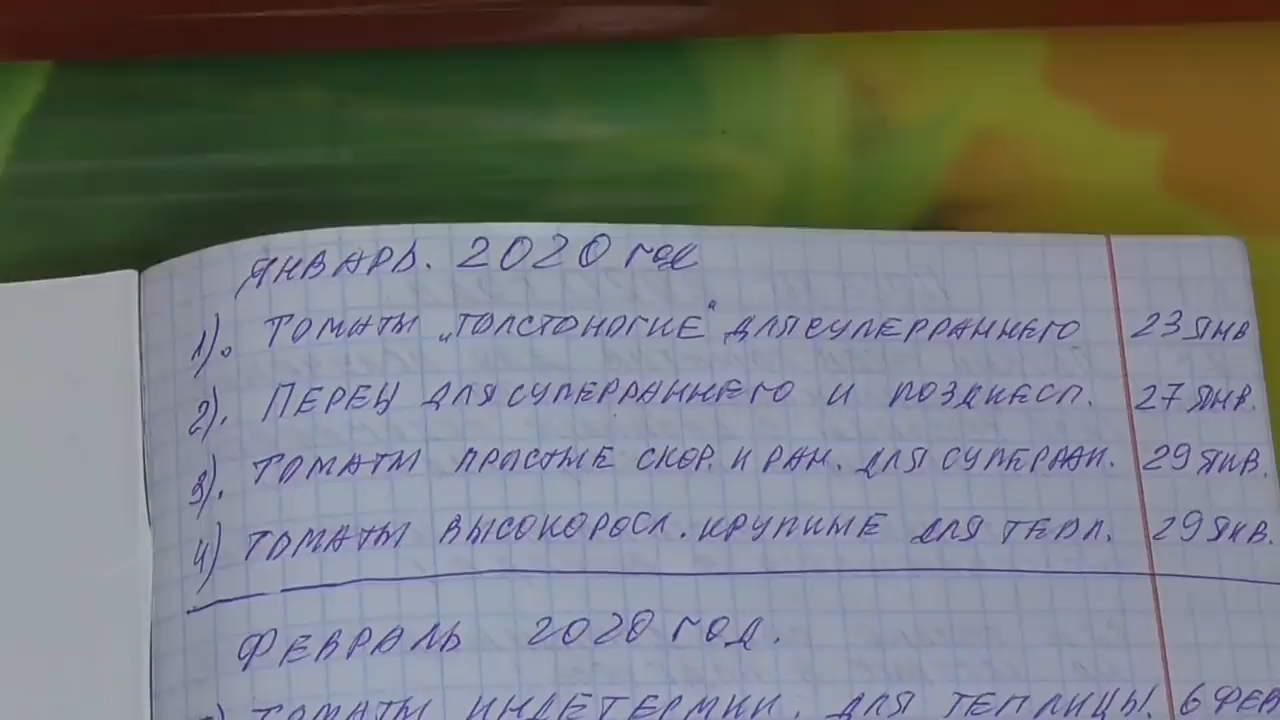 ЯНВАРЬ. 2020 год
1). ТОМАТЫ „ТОЛСТОНОГИЕ" ДЛЯ СУПЕРРАННЕГО 23 ЯНВ
2). ПЕРЕЦ ДЛЯ СУПЕРРАННЕГО И ПОЗДНЕСП. 27 ЯНВ.
3). ТОМАТЫ ПРОСТЫЕ СКОР. И РАН. ДЛЯ СУПЕРРАН. 29 ЯНВ.
4) ТОМАТЫ ВЫСОКОРОСЛ. КРУПНЫЕ ДЛЯ ТЕПЛ. 29 ЯНВ.
ФЕВРАЛЬ 2020 ГОД.
ТОМАТЫ ИНДЕТЕРМИН. ДЛЯ ТЕПЛИЦЫ. 6 ФЕВ